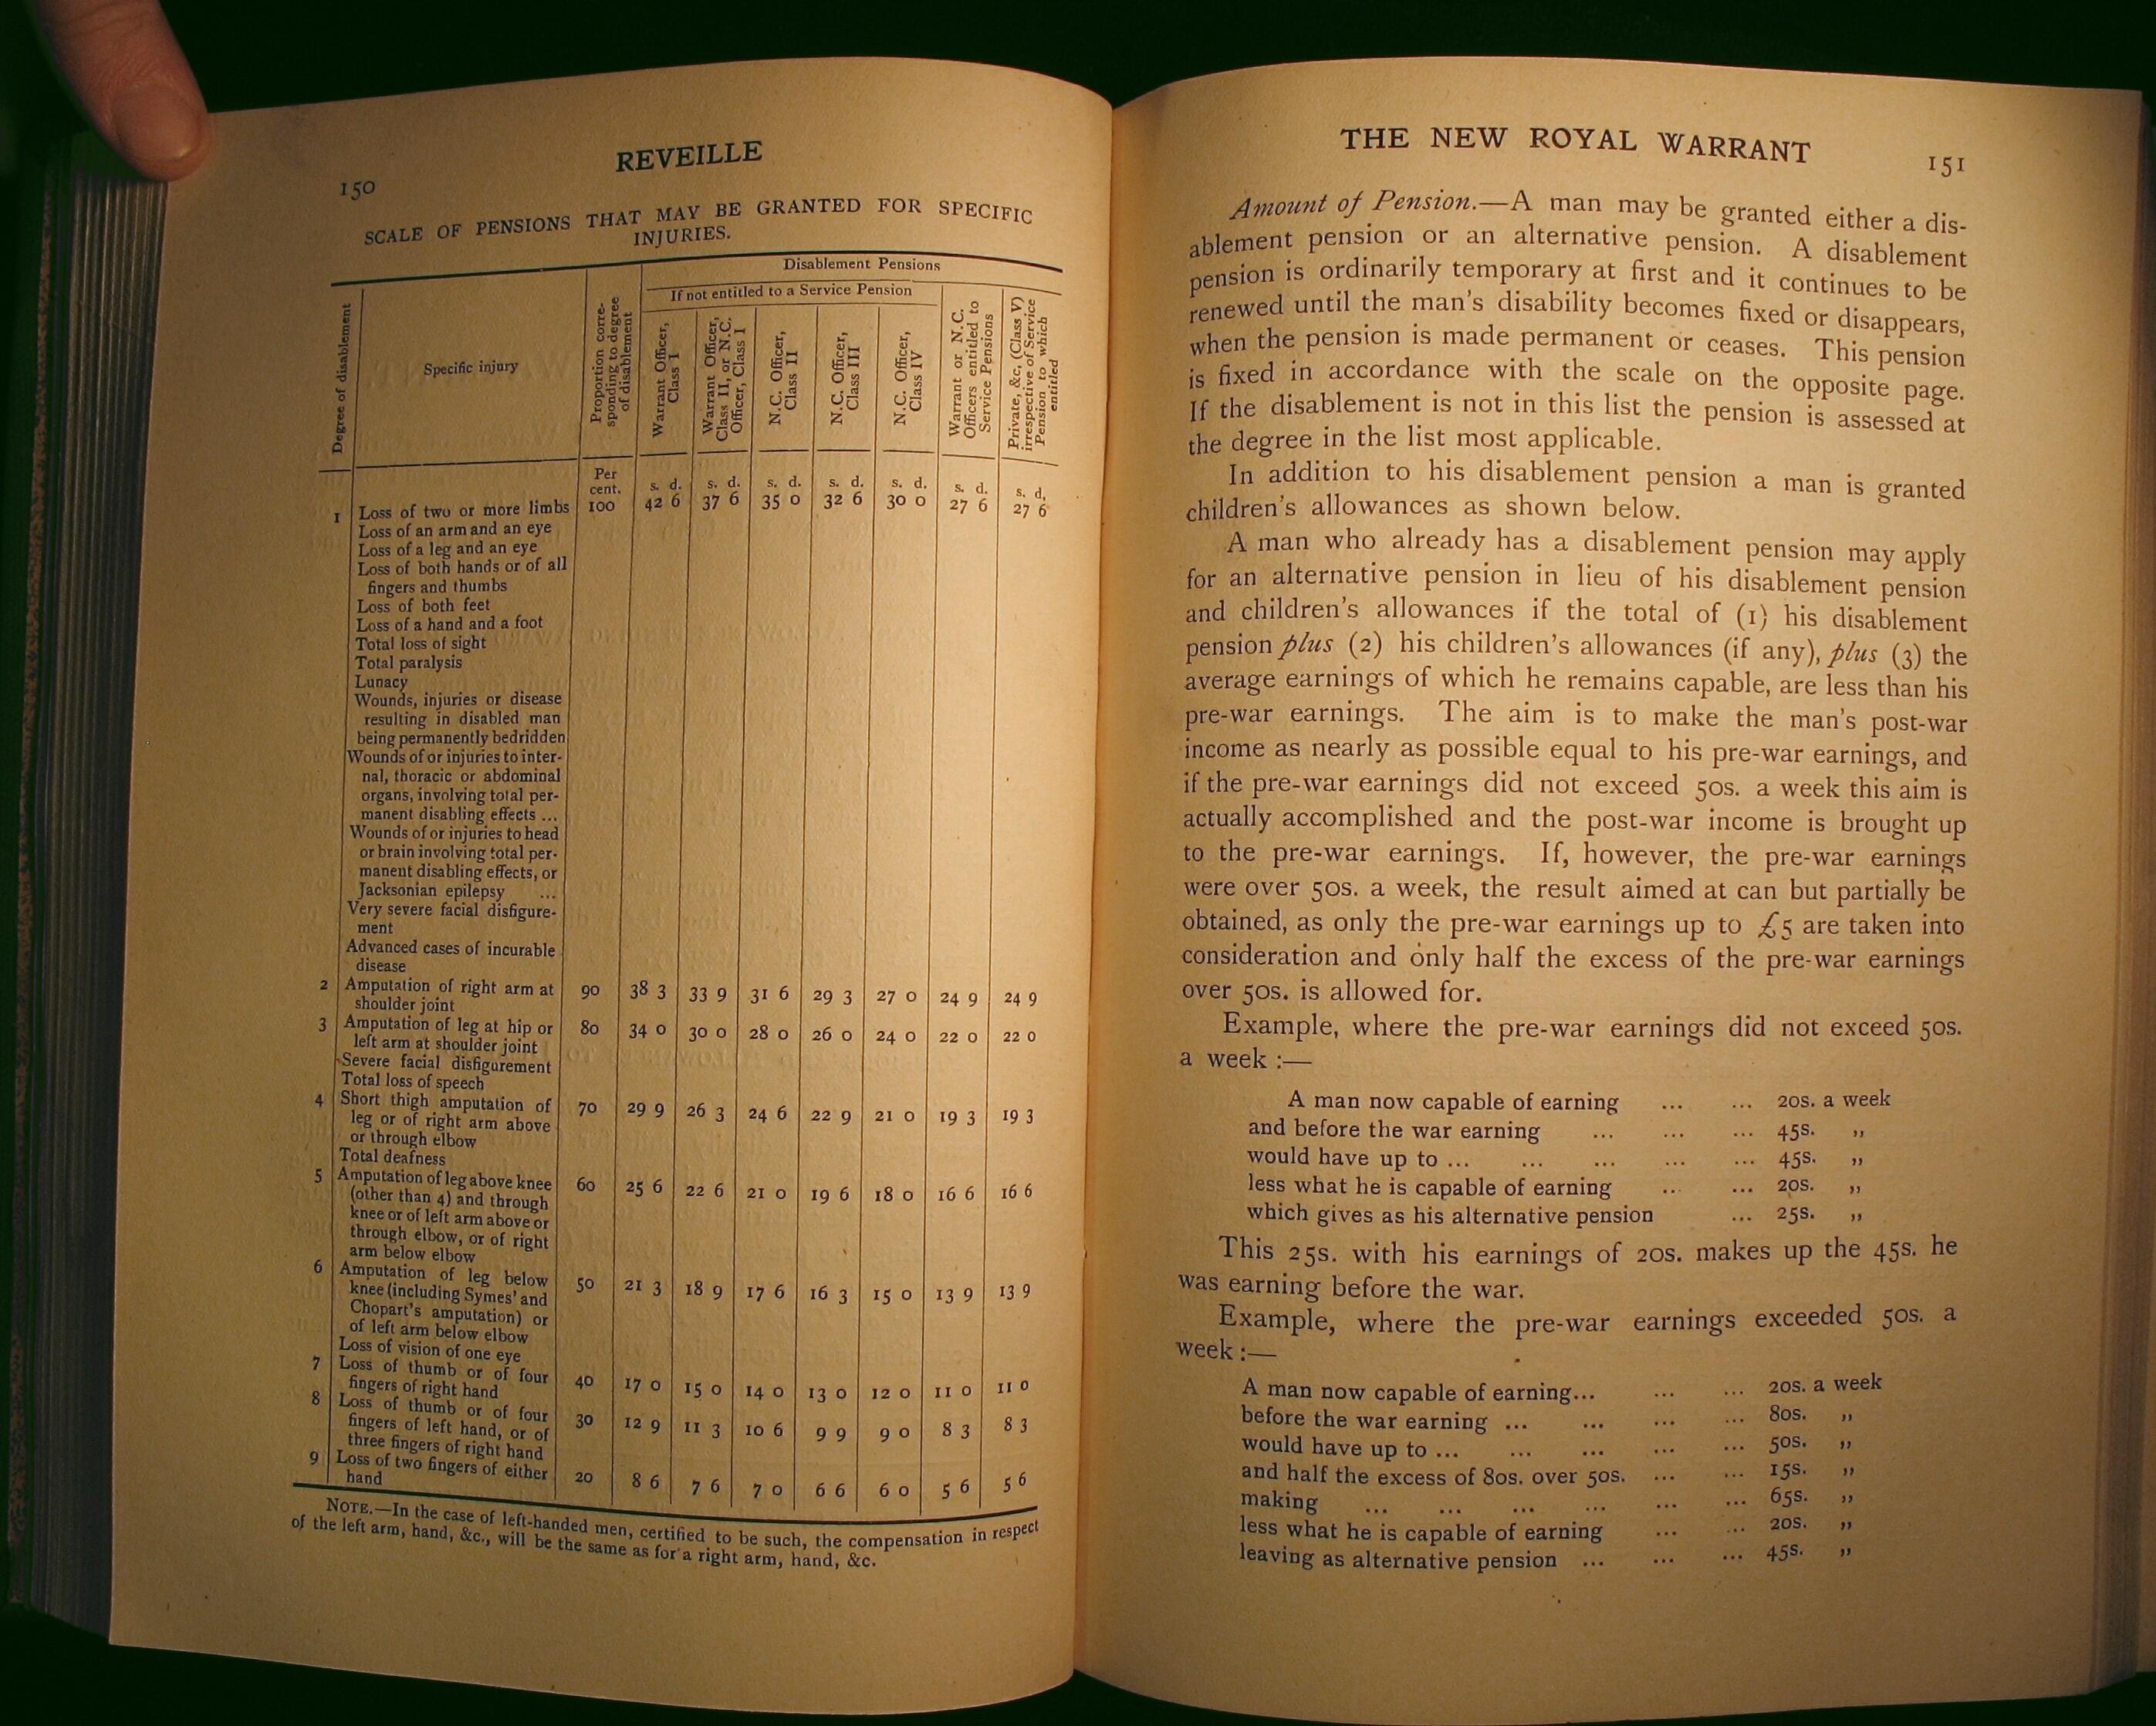 150
REVEILLE
SCALE OF PENSIONS THAT MAY BE GRANTED FOR SPECIFIC
INJURIES.
Degree of disablement
Specific injury
Proportion corre-
sponding to degree
of disablement
Disablement Pensions
If not entitled to a Service Pension
Warrant Officer,
Class I
Warrant Officer,
Class II, or N.C.
Officer, Class I
N.C. Officer,
Class II
N.C. Officer,
Class III
N.C. Officer,
Class IV
Warrant or N.C.
Officers entitled to
Service Pensions
Private, &c, (Class V)
irrespective of Service
Pension to which
entitled
Per
cent. s. d. s. d. s. d. s. d. s. d. s. d. s. d.
1 Loss of two or more limbs 100 42 6 37 6 35 0 32 6 30 0 27 6 27 6
Loss of an arm and an eye
Loss of a leg and an eye
Loss of both hands or of all
fingers and thumbs
Loss of both feet
Loss of a hand and a foot
Total loss of sight
Total paralysis
Lunacy
Wounds, injuries or disease
resulting in disabled man
being permanently bedridden
Wounds of or injuries to inter-
nal, thoracic or abdominal
organs, involving total per-
manent disabling effects ...
Wounds of or injuries to head
or brain involving total per-
manent disabling effects, or
Jacksonian epilepsy ...
Very severe facial disfigure-
ment
Advanced cases of incurable
disease
2 Amputation of right arm at 90 38 3 33 9 31 6 29 3 27 0 24 9 24 9
shoulder joint
3 Amputation of leg at hip or 80 34 0 30 0 28 0 26 0 24 0 22 0 22 0
left arm at shoulder joint
Severe facial disfigurement
Total loss of speech
4 Short thigh amputation of 70 29 9 26 3 24 6 22 9 21 0 19 3 19 3
leg or of right arm above
or through elbow
Total deafness
5 Amputation of leg above knee 60 25 6 22 6 21 0 19 6 18 0 16 6 16 6
(other than 4) and through
knee or of left arm above or
through elbow, or of right
arm below elbow
6 Amputation of leg below 50 21 3 18 9 17 6 16 3 15 0 13 9 13 9
knee (including Symes' and
Chopart's amputation) or
of left arm below elbow
Loss of vision of one eye
7 Loss of thumb or of four 40 17 0 15 0 14 0 13 0 12 0 11 0 11 0
fingers of right hand
8 Loss of thumb or of four 30 12 9 11 3 10 6 9 9 9 0 8 3 8 3
fingers of left hand, or of
three fingers of right hand
9 Loss of two fingers of either 20 8 6 7 6 7 0 6 6 6 0 5 6 5 6
hand
NOTE.—In the case of left-handed men, certified to be such, the compensation in respect
of the left arm, hand, &c., will be the same as for a right arm, hand, &c.
THE NEW ROYAL WARRANT
151
Amount of Pension.—A man may be granted either a dis-
ablement pension or an alternative pension. A disablement
pension is ordinarily temporary at first and it continues to be
renewed until the man's disability becomes fixed or disappears,
when the pension is made permanent or ceases. This pension
is fixed in accordance with the scale on the opposite page.
If the disablement is not in this list the pension is assessed at
the degree in the list most applicable.
In addition to his disablement pension a man is granted
children's allowances as shown below.
A man who already has a disablement pension may apply
for an alternative pension in lieu of his disablement pension
and children's allowances if the total of (1) his disablement
pension plus (2) his children's allowances (if any), plus (3) the
average earnings of which he remains capable, are less than his
pre-war earnings. The aim is to make the man's post-war
income as nearly as possible equal to his pre-war earnings, and
if the pre-war earnings did not exceed 50s. a week this aim is
actually accomplished and the post-war income is brought up
to the pre-war earnings. If, however, the pre-war earnings
were over 50s. a week, the result aimed at can but partially be
obtained, as only the pre-war earnings up to £5 are taken into
consideration and only half the excess of the pre-war earnings
over 50s. is allowed for.
Example, where the pre-war earnings did not exceed 50s.
a week :—
A man now capable of earning ... ... 20s. a week
and before the war earning ... ... ... 45s. ,,
would have up to ... ... ... ... ... 45s. ,,
less what he is capable of earning ... ... 20s. ,,
which gives as his alternative pension ... 25s. ,,
This 25s. with his earnings of 20s. makes up the 45s. he
was earning before the war.
Example, where the pre-war earnings exceeded 50s. a
week :—
A man now capable of earning... ... ... 20s. a week
before the war earning ... ... ... ... 80s. ,,
would have up to ... ... ... ... ... 50s. ,,
and half the excess of 80s. over 50s. ... ... 15s. ,,
making ... ... ... ... ... ... 65s. ,,
less what he is capable of earning ... ... 20s. ,,
leaving as alternative pension ... ... ... 45s. ,,